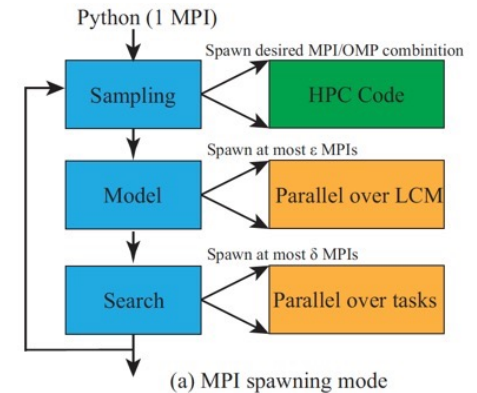 Python (1 MPI)
Spawn desired MPI/OMP combinition
Sampling
HPC Code
Spawn at most ε MPIs
Model
Parallel over LCM
Spawn at most δ MPIs
Search
Parallel over tasks
(a) MPI spawning mode